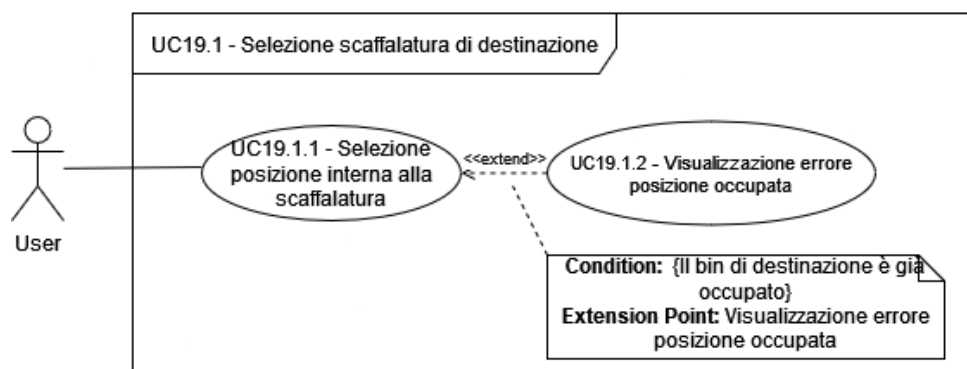 UC19.1 - Selezione scaffalatura di destinazione
UC19.1.1 - Selezione
posizione interna alla
scaffalatura
<<extend>>
UC19.1.2 - Visualizzazione errore
posizione occupata
User
Condition: {Il bin di destinazione è già
occupato}
Extension Point: Visualizzazione errore
posizione occupata